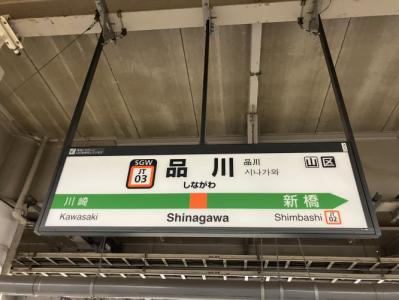 SGW
JT
03
品川
しながわ
品川
시나가와
山 区
川崎
Kawasaki
Shinagawa
新橋
Shimbashi
JT
02